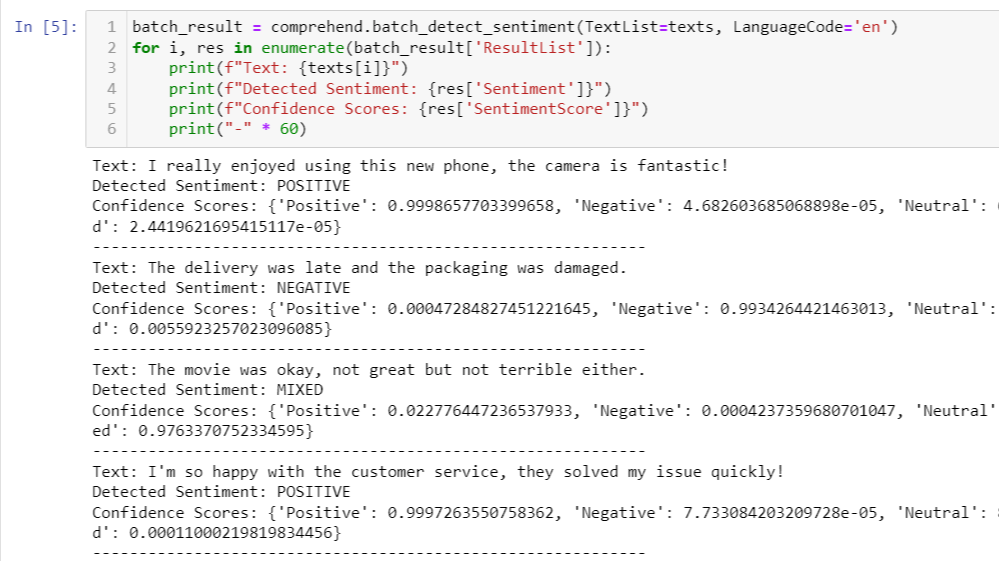 In [5]:
1 batch_result = comprehend.batch_detect_sentiment(TextList=texts, LanguageCode='en')
2 for i, res in enumerate(batch_result['ResultList']):
3     print(f"Text: {texts[i]}")
4     print(f"Detected Sentiment: {res['Sentiment']}")
5     print(f"Confidence Scores: {res['SentimentScore']}")
6     print("-" * 60)
Text: I really enjoyed using this new phone, the camera is fantastic!
Detected Sentiment: POSITIVE
Confidence Scores: {'Positive': 0.9998657703399658, 'Negative': 4.682603685068898e-05, 'Neutral':
d': 2.4419621695415117e-05}
------------------------------------------------------------
Text: The delivery was late and the packaging was damaged.
Detected Sentiment: NEGATIVE
Confidence Scores: {'Positive': 0.00047284827451221645, 'Negative': 0.9934264421463013, 'Neutral':
d': 0.0055923257023096085}
------------------------------------------------------------
Text: The movie was okay, not great but not terrible either.
Detected Sentiment: MIXED
Confidence Scores: {'Positive': 0.022776447236537933, 'Negative': 0.0004237359680701047, 'Neutral'
ed': 0.9763370752334595}
------------------------------------------------------------
Text: I'm so happy with the customer service, they solved my issue quickly!
Detected Sentiment: POSITIVE
Confidence Scores: {'Positive': 0.9997263550758362, 'Negative': 7.733084203209728e-05, 'Neutral':
d': 0.00011000219819834456}
------------------------------------------------------------